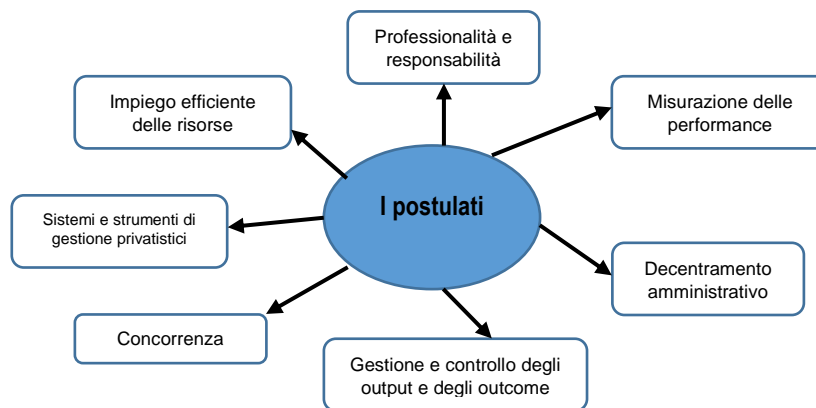 Professionalità e
responsabilità
Impiego efficiente
delle risorse
Misurazione delle
performance
I postulati
Sistemi e strumenti di
gestione privatistici
Decentramento
amministrativo
Concorrenza
Gestione e controllo degli
output e degli outcome